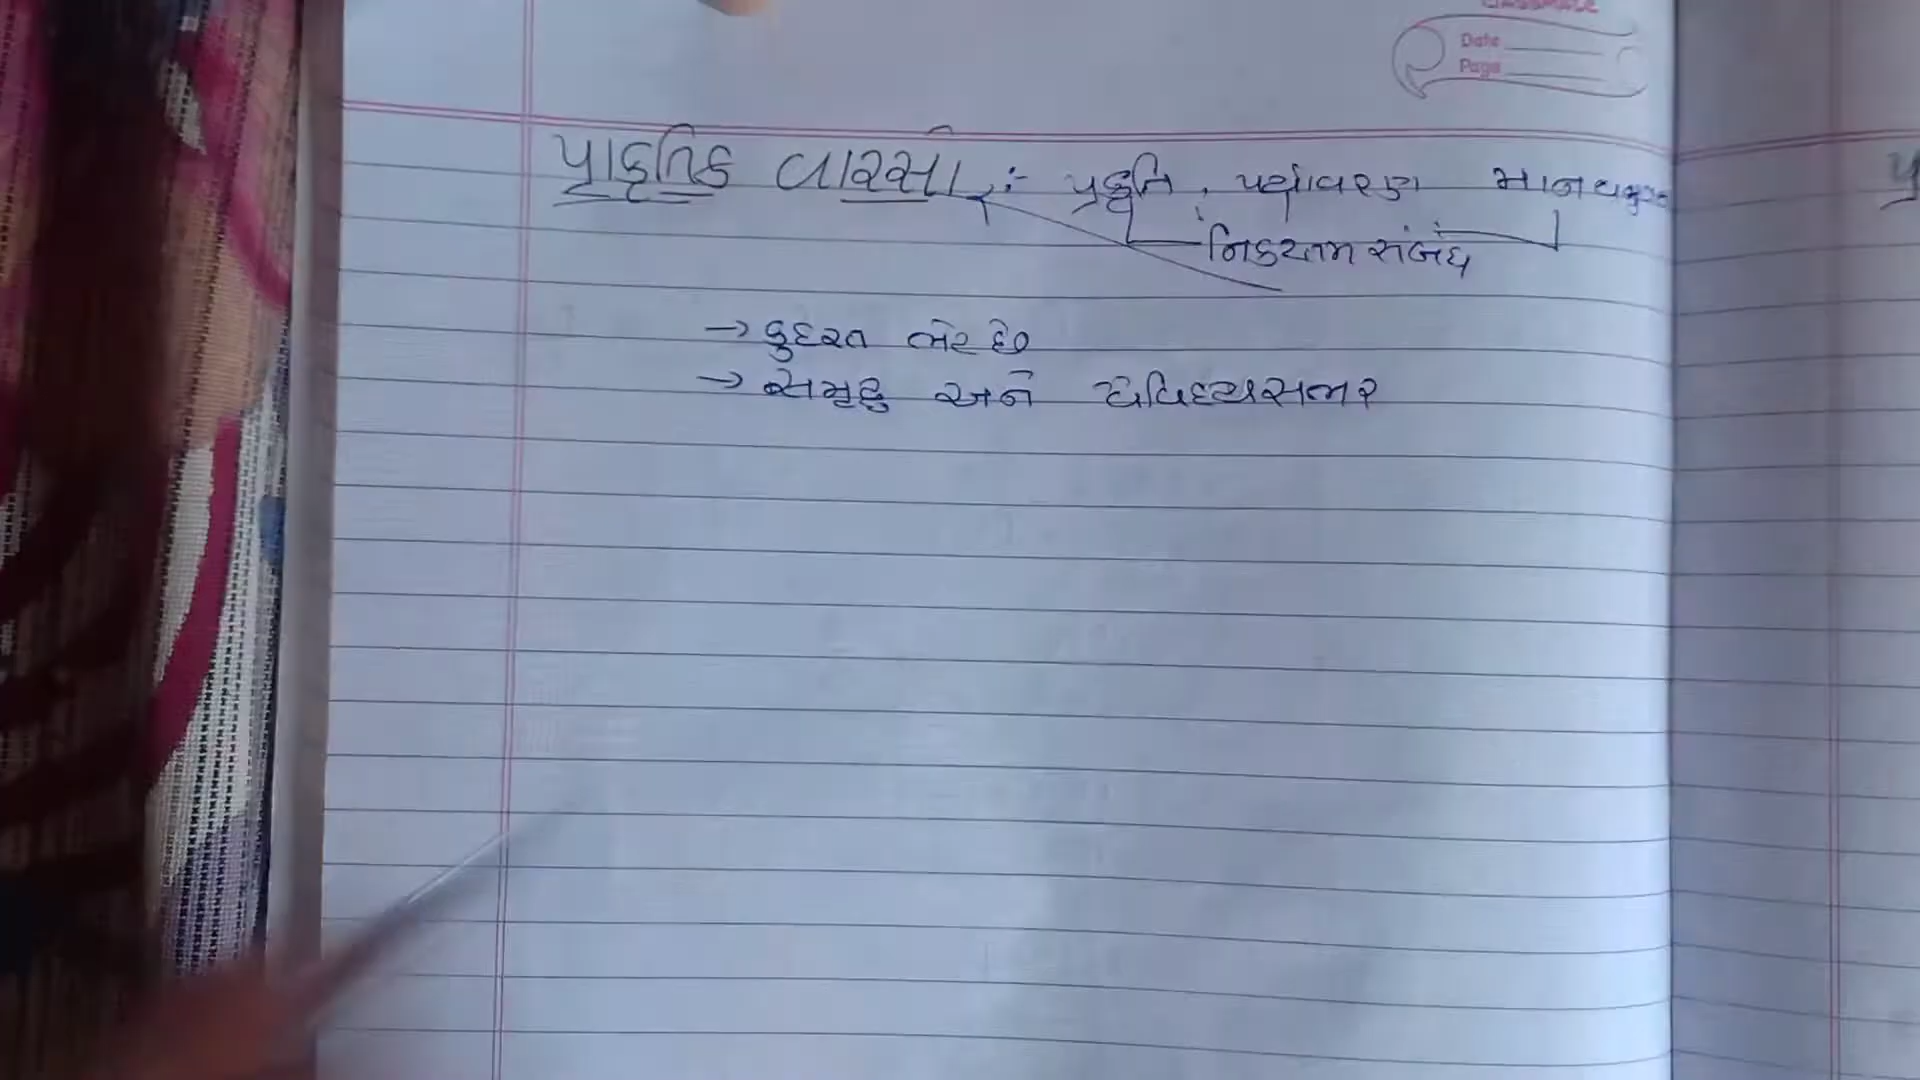 Date
Page
પ્રાકૃતિક વારસો :- પ્રકૃતિ, પર્યાવરણ માનવ
નિકટતમ સંબંધ
→ કુદરત ભેટ છે
→ સમૃદ્ધ અને વૈવિધ્યસભર